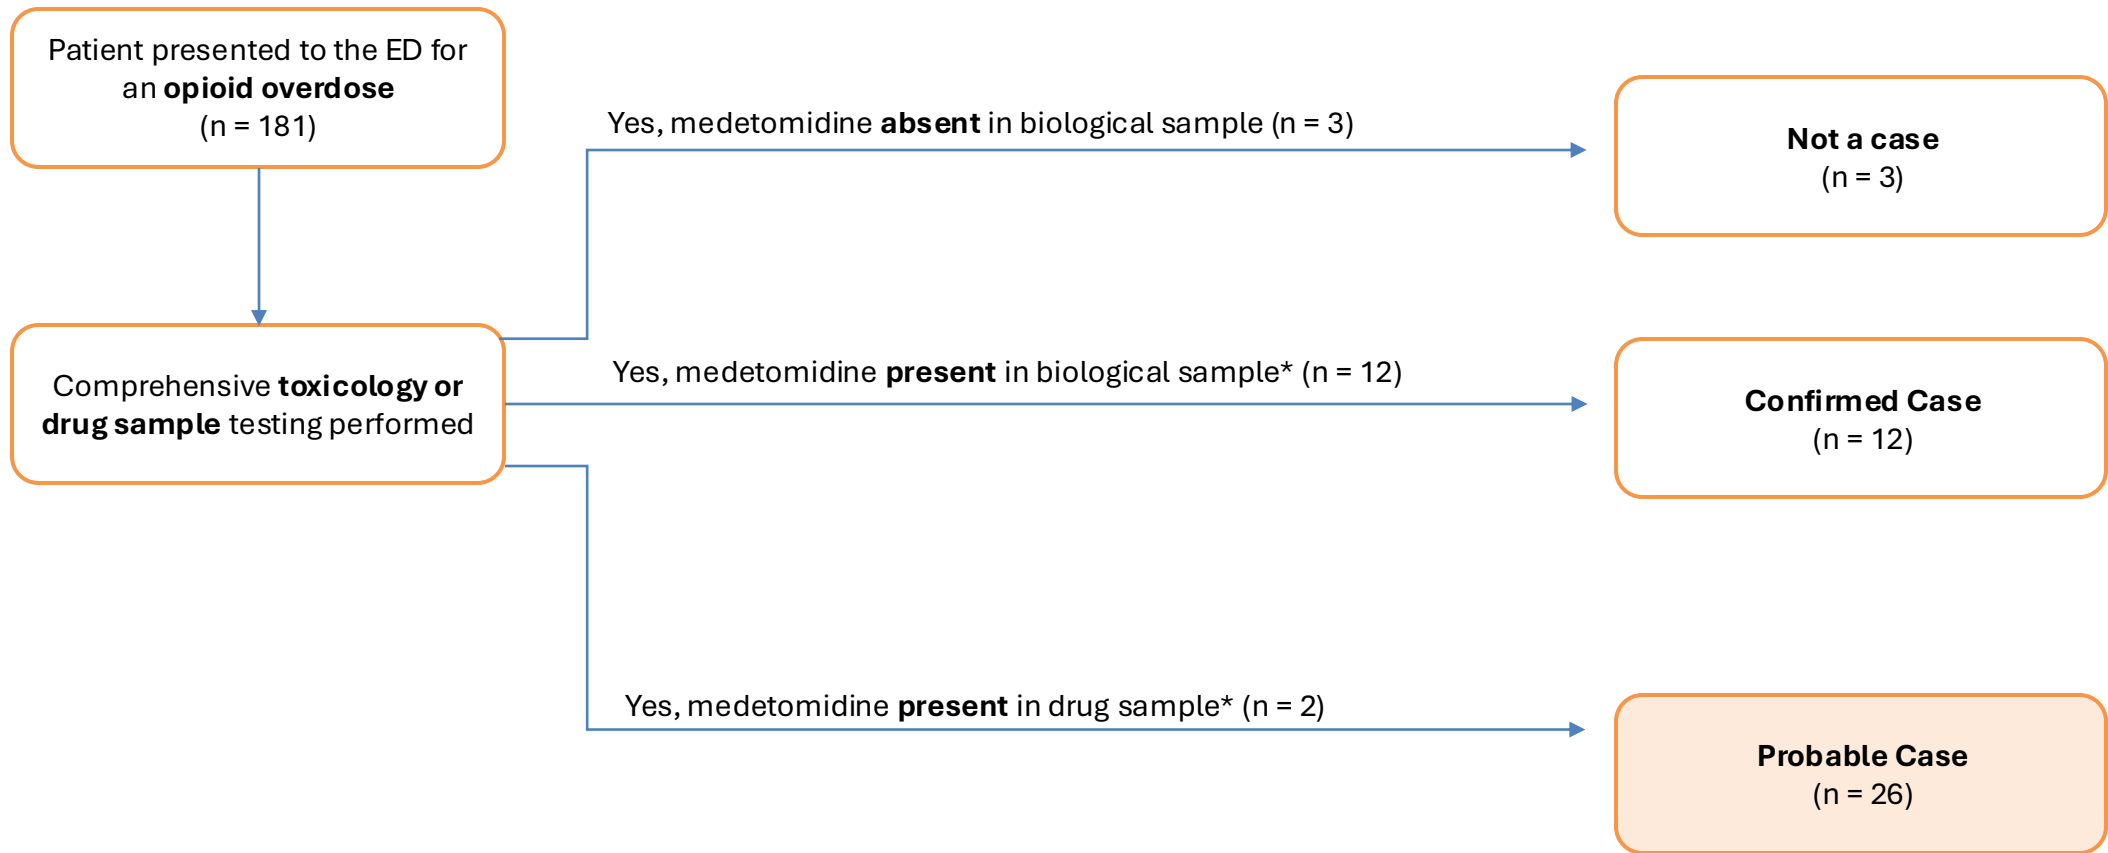 Patient presented to the ED for
an opioid overdose
(n = 181)
Yes, medetomidine absent in biological sample (n = 3)
Not a case
(n = 3)
Comprehensive toxicology or
drug sample testing performed
Yes, medetomidine present in biological sample* (n = 12)
Confirmed Case
(n = 12)
Yes, medetomidine present in drug sample* (n = 2)
Probable Case
(n = 26)